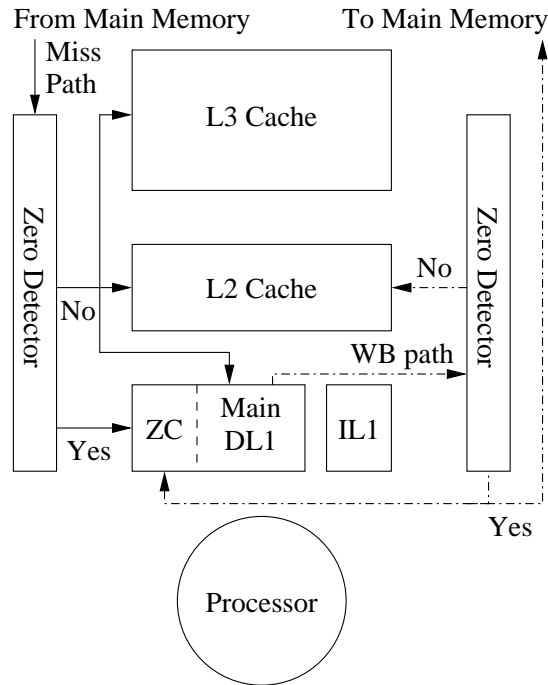 From Main Memory
To Main Memory
Miss
Path
L3 Cache
Zero Detector
Zero Detector
L2 Cache
No
No
WB path
ZC
Main
DL1
IL1
Yes
Yes
Processor